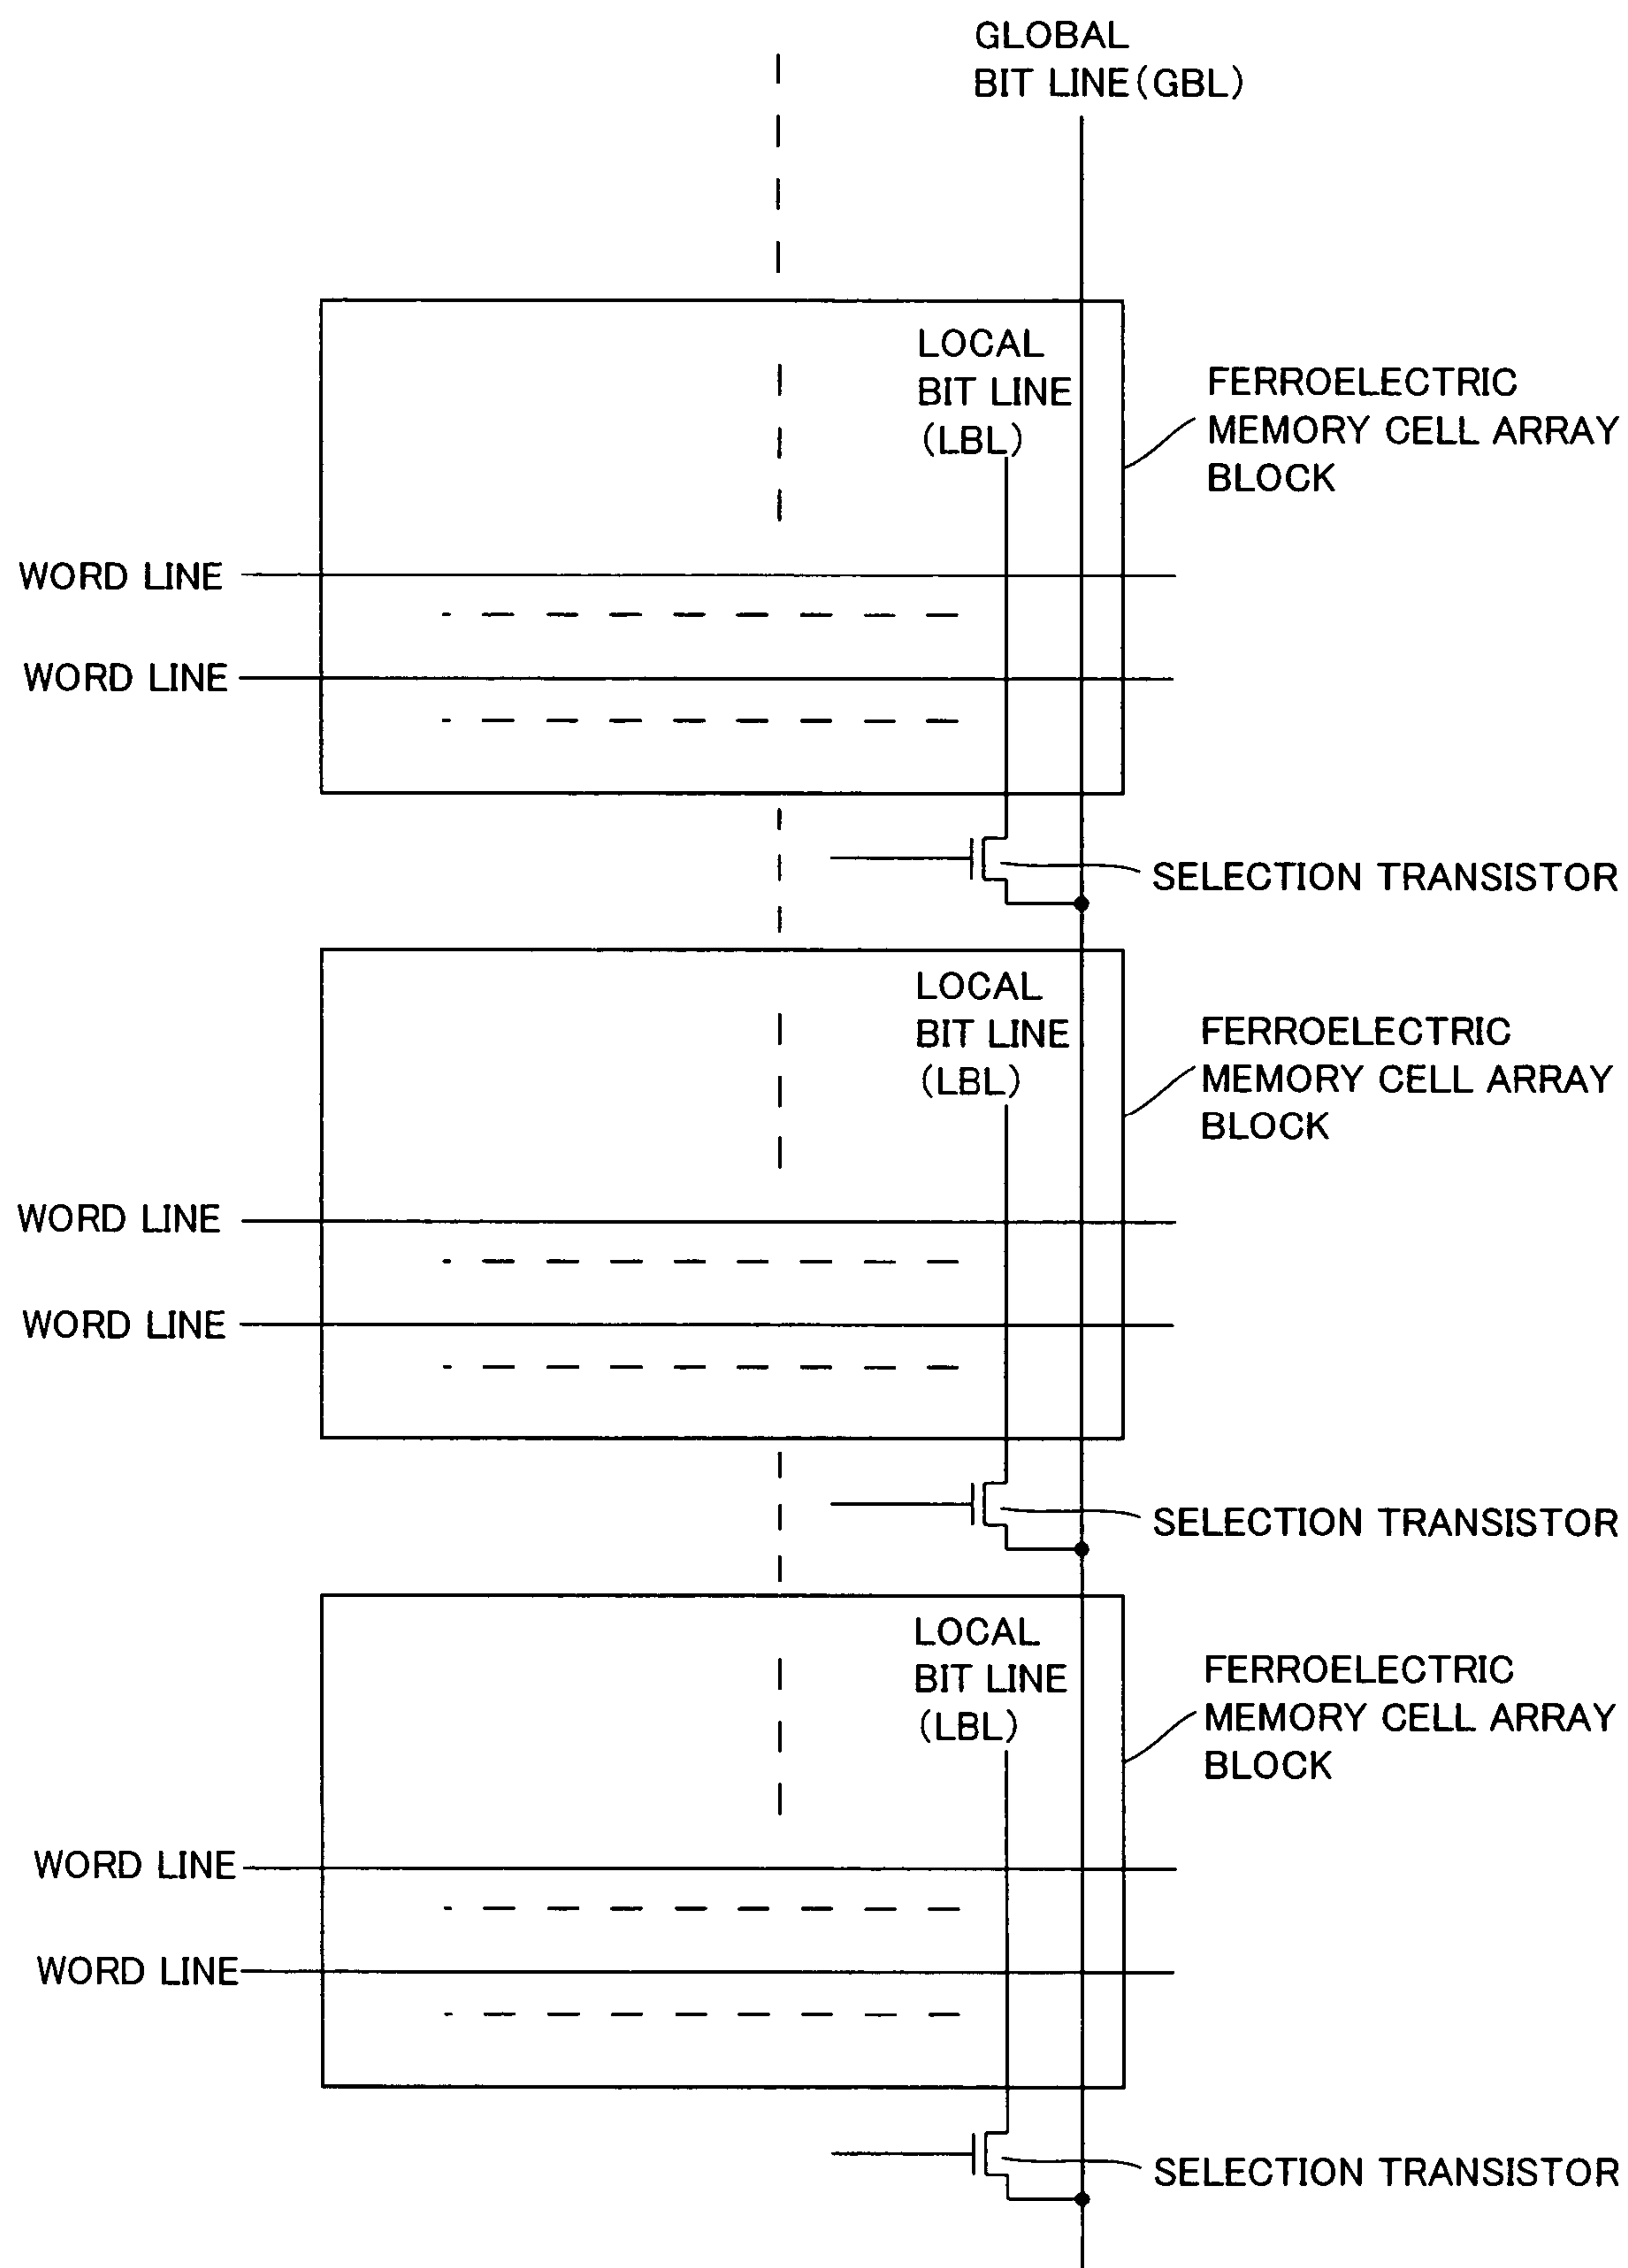 GLOBAL
BIT LINE(GBL)
LOCAL
BIT LINE
(LBL)
FERROELECTRIC
MEMORY CELL ARRAY
BLOCK
WORD LINE
WORD LINE
SELECTION TRANSISTOR
LOCAL
BIT LINE
(LBL)
FERROELECTRIC
MEMORY CELL ARRAY
BLOCK
WORD LINE
WORD LINE
SELECTION TRANSISTOR
LOCAL
BIT LINE
(LBL)
FERROELECTRIC
MEMORY CELL ARRAY
BLOCK
WORD LINE
WORD LINE
SELECTION TRANSISTOR